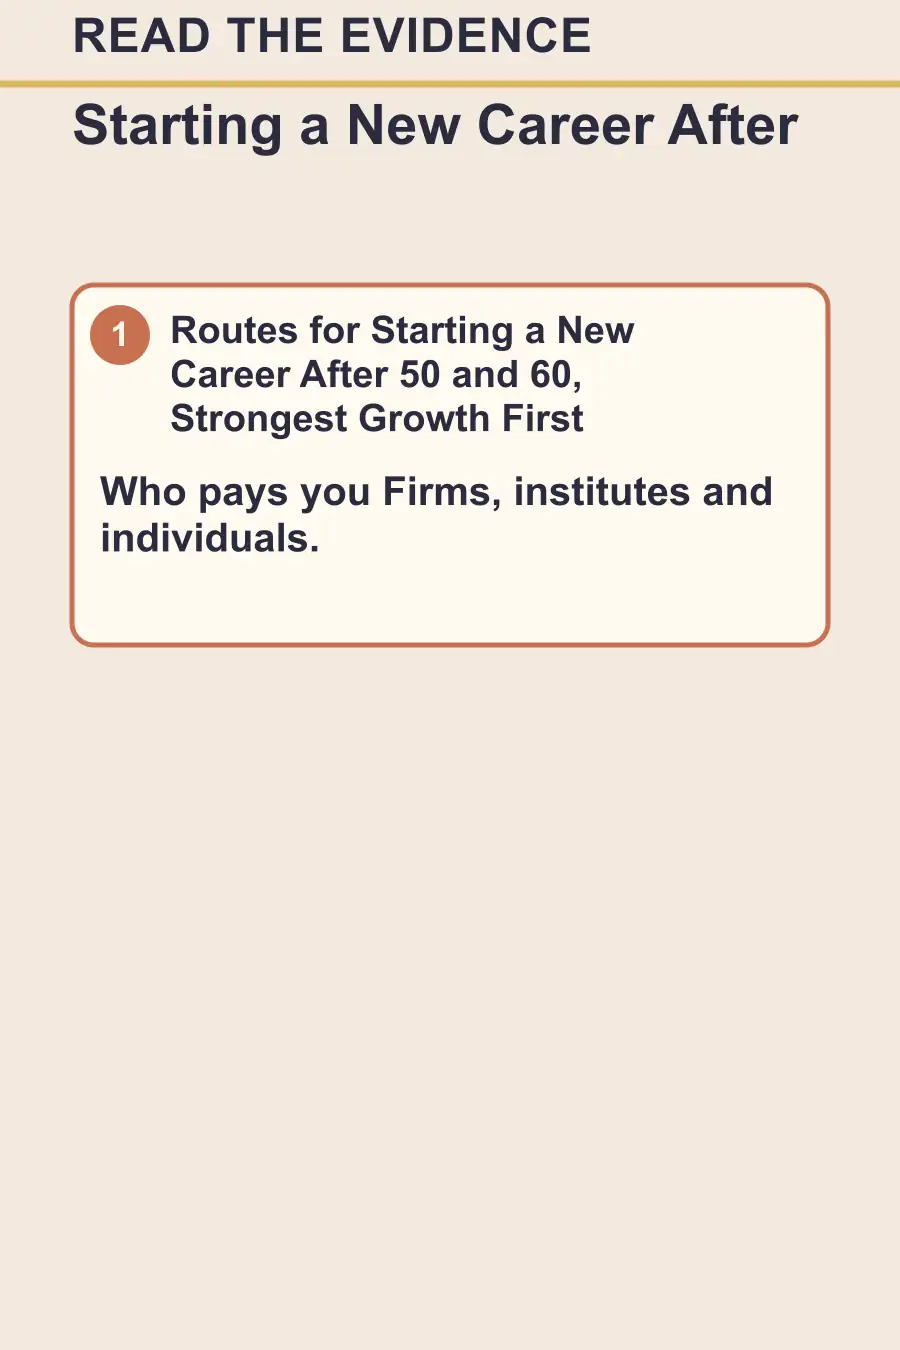 READ THE EVIDENCE
Starting a New Career After
1
Routes for Starting a New
Career After 50 and 60,
Strongest Growth First
Who pays you Firms, institutes and
individuals.